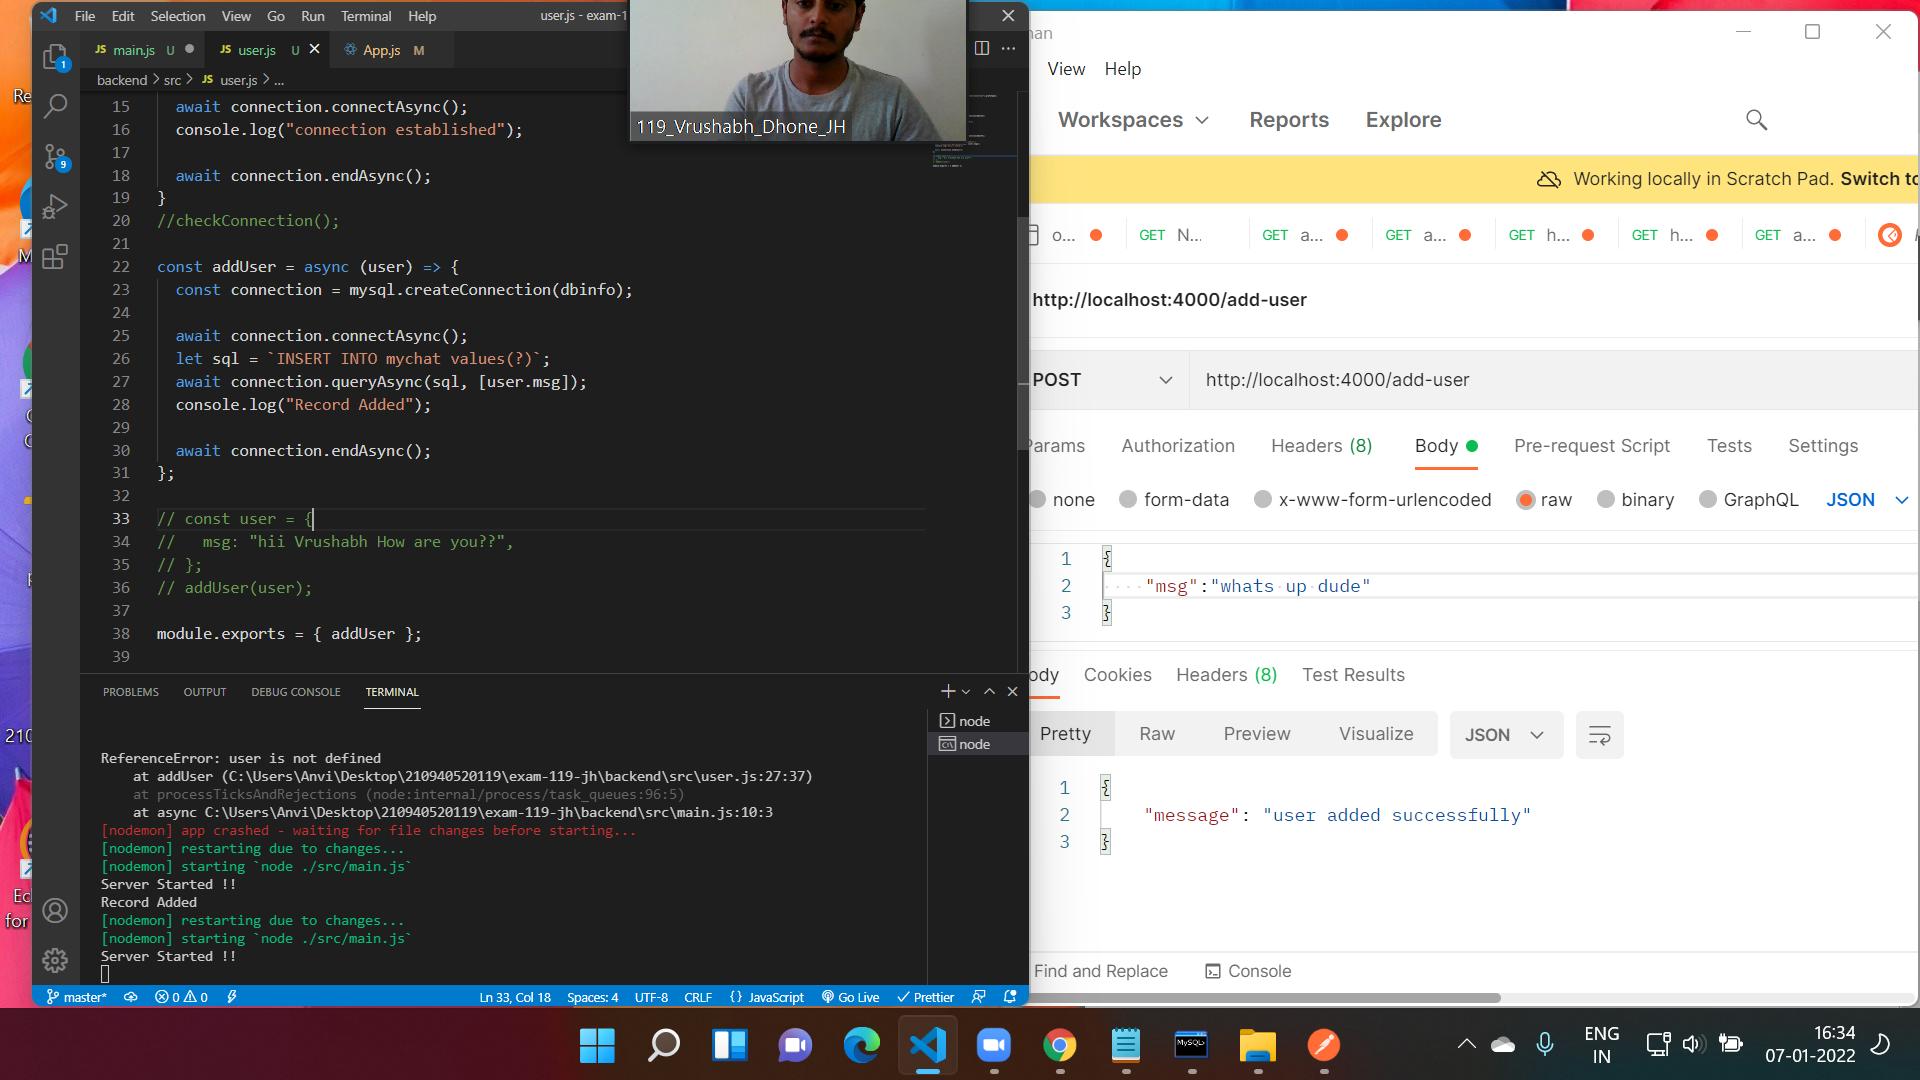 File Edit Selection View Go Run Terminal Help
user.js - exam-1
JS main.js U
JS user.js U
App.js M
backend > src > JS user.js > ...
15 await connection.connectAsync();
16 console.log("connection established");
17
18 await connection.endAsync();
19 }
20 //checkConnection();
21
22 const addUser = async (user) => {
23 const connection = mysql.createConnection(dbinfo);
24
25 await connection.connectAsync();
26 let sql = `INSERT INTO mychat values(?)`;
27 await connection.queryAsync(sql, [user.msg]);
28 console.log("Record Added");
29
30 await connection.endAsync();
31 };
32
33 // const user = {
34 //   msg: "hii Vrushabh How are you??",
35 // };
36 // addUser(user);
37
38 module.exports = { addUser };
39
119_Vrushabh_Dhone_JH
PROBLEMS OUTPUT DEBUG CONSOLE TERMINAL
node
node
ReferenceError: user is not defined
at addUser (C:\Users\Anvi\Desktop\210940520119\exam-119-jh\backend\src\user.js:27:37)
at processTicksAndRejections (node:internal/process/task_queues:96:5)
at async C:\Users\Anvi\Desktop\210940520119\exam-119-jh\backend\src\main.js:10:3
[nodemon] app crashed - waiting for file changes before starting...
[nodemon] restarting due to changes...
[nodemon] starting `node ./src/main.js`
Server Started !!
Record Added
[nodemon] restarting due to changes...
[nodemon] starting `node ./src/main.js`
Server Started !!
1
9
master* 0 0 Ln 33, Col 18 Spaces: 4 UTF-8 CRLF {} JavaScript Go Live Prettier
nan
View Help
Workspaces Reports Explore
Working locally in Scratch Pad. Switch to
o... GET N... GET a... GET a... GET h... GET h... GET a...
http://localhost:4000/add-user
POST http://localhost:4000/add-user
Params Authorization Headers (8) Body Pre-request Script Tests Settings
none form-data x-www-form-urlencoded raw binary GraphQL JSON
1 {
2 "msg":"whats up dude"
3 }
ody Cookies Headers (8) Test Results
Pretty Raw Preview Visualize JSON
1 {
2 "message": "user added successfully"
3 }
Find and Replace Console
Re
M
210
Ec
for
MySQL>
ENG
IN
16:34
07-01-2022